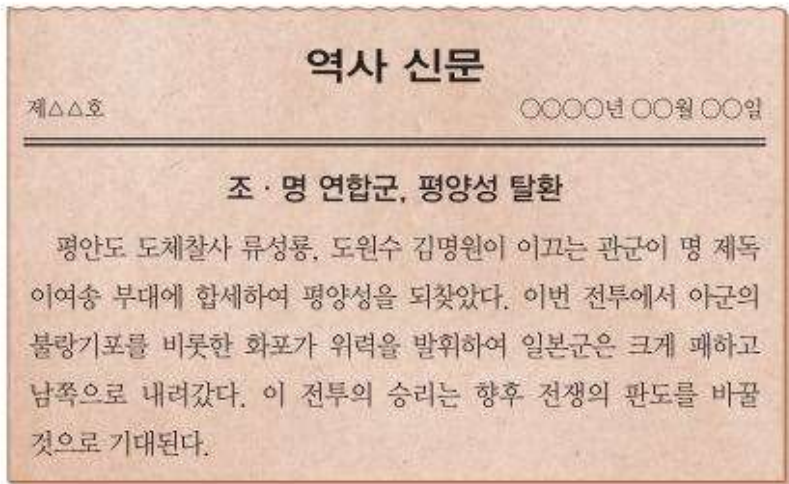 역사 신문
제△△호 ○○○○년 ○○월 ○○일
조·명 연합군, 평양성 탈환
평안도 도체찰사 류성룡, 도원수 김명원이 이끄는 관군이 명 제독
이여송 부대에 합세하여 평양성을 되찾았다. 이번 전투에서 아군의
불랑기포를 비롯한 화포가 위력을 발휘하여 일본군은 크게 패하고
남쪽으로 내려갔다. 이 전투의 승리는 향후 전쟁의 판도를 바꿀
것으로 기대된다.